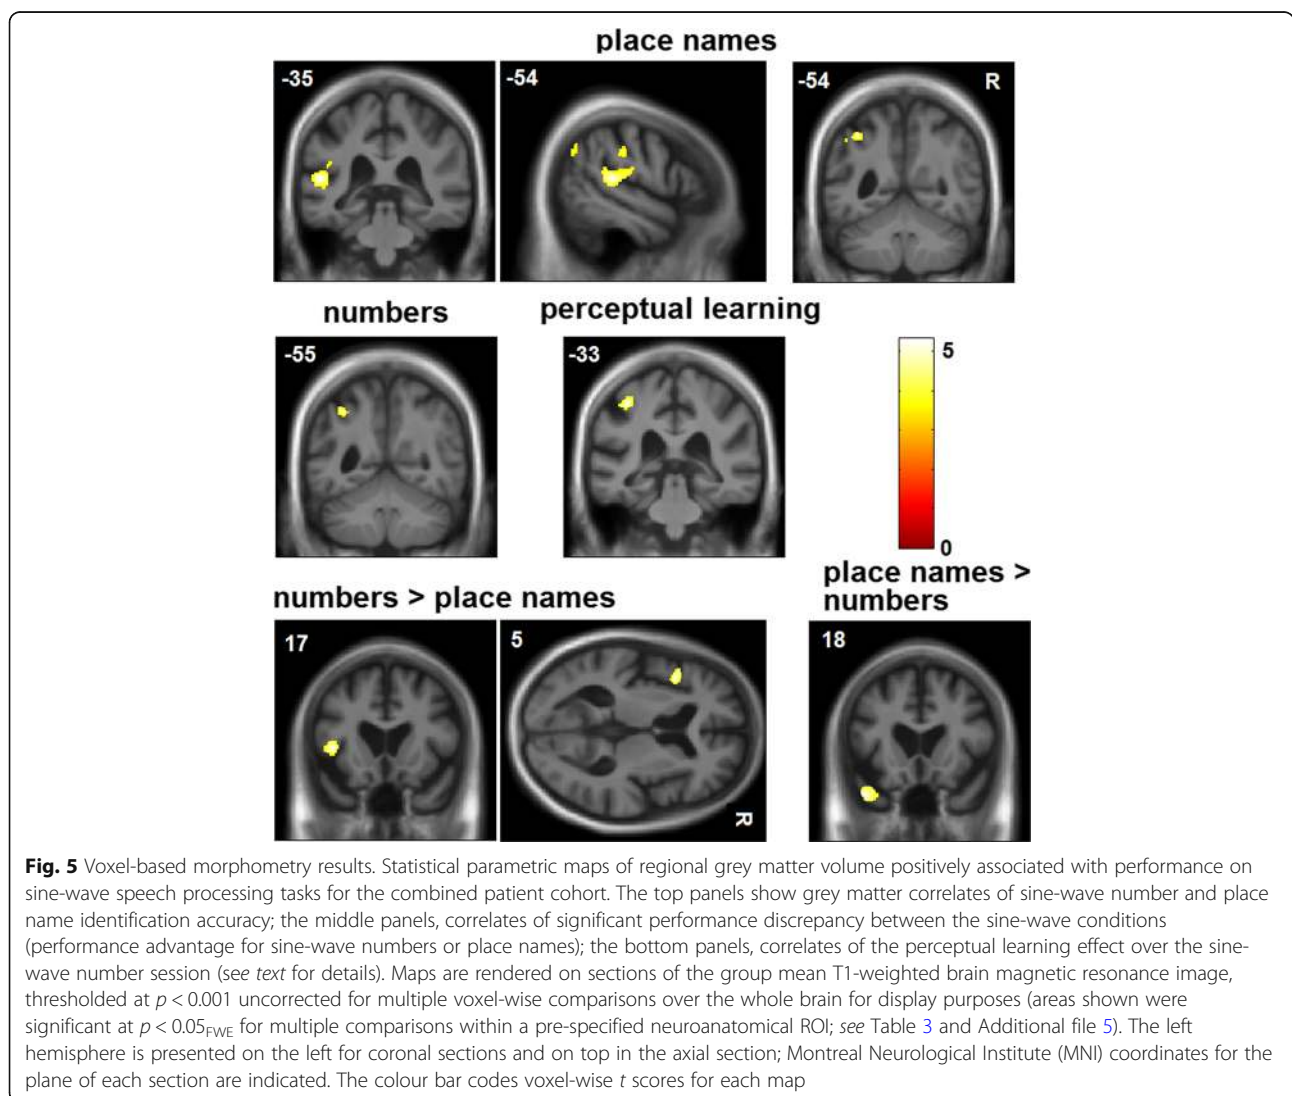 place names
-35
-54
-54
R
numbers
perceptual learning
-55
-33
5
0
numbers > place names
place names >
numbers
17
5
R
18
Fig. 5 Voxel-based morphometry results. Statistical parametric maps of regional grey matter volume positively associated with performance on
sine-wave speech processing tasks for the combined patient cohort. The top panels show grey matter correlates of sine-wave number and place
name identification accuracy; the middle panels, correlates of significant performance discrepancy between the sine-wave conditions
(performance advantage for sine-wave numbers or place names); the bottom panels, correlates of the perceptual learning effect over the sine-
wave number session (see text for details). Maps are rendered on sections of the group mean T1-weighted brain magnetic resonance image,
thresholded at p < 0.001 uncorrected for multiple voxel-wise comparisons over the whole brain for display purposes (areas shown were
significant at p < 0.05FWE for multiple comparisons within a pre-specified neuroanatomical ROI; see Table 3 and Additional file 5). The left
hemisphere is presented on the left for coronal sections and on top in the axial section; Montreal Neurological Institute (MNI) coordinates for the
plane of each section are indicated. The colour bar codes voxel-wise t scores for each map